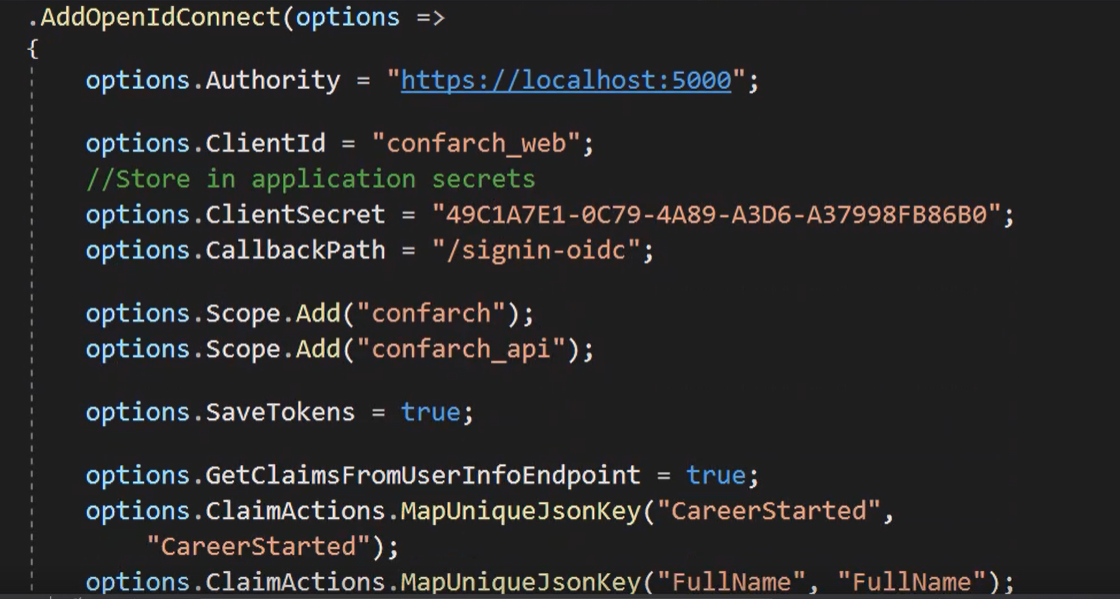 .AddOpenIdConnect(options =>
{
options.Authority = "https://localhost:5000";
options.ClientId = "confarch_web";
//Store in application secrets
options.ClientSecret = "49C1A7E1-0C79-4A89-A3D6-A37998FB86B0";
options.CallbackPath = "/signin-oidc";
options.Scope.Add("confarch");
options.Scope.Add("confarch_api");
options.SaveTokens = true;
options.GetClaimsFromUserInfoEndpoint = true;
options.ClaimActions.MapUniqueJsonKey("CareerStarted",
"CareerStarted");
options.ClaimActions.MapUniqueJsonKey("FullName", "FullName");